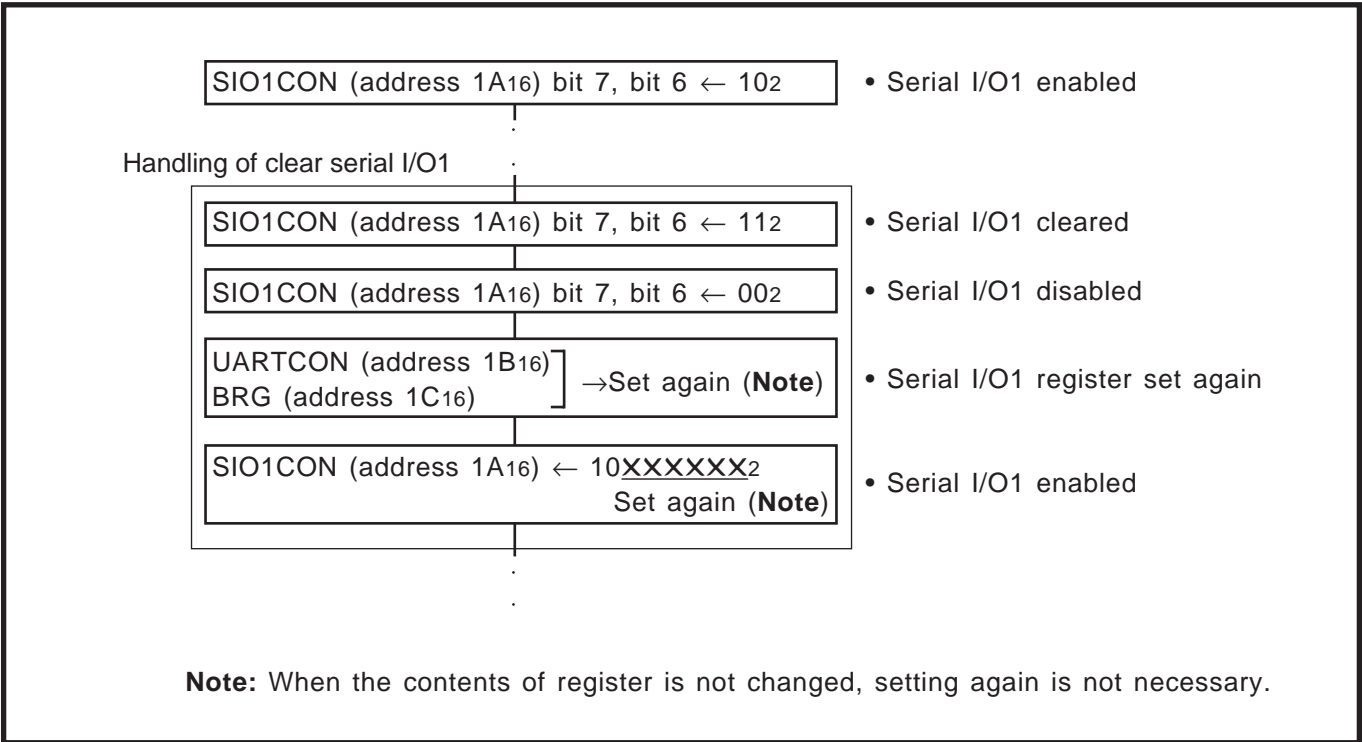 SIO1CON (address 1A16) bit 7, bit 6 ← 102 • Serial I/O1 enabled
Handling of clear serial I/O1
SIO1CON (address 1A16) bit 7, bit 6 ← 112 • Serial I/O1 cleared
SIO1CON (address 1A16) bit 7, bit 6 ← 002 • Serial I/O1 disabled
UARTCON (address 1B16)
BRG (address 1C16)
→Set again (Note) • Serial I/O1 register set again
SIO1CON (address 1A16) ← 10XXXXXX2
Set again (Note)
• Serial I/O1 enabled
Note: When the contents of register is not changed, setting again is not necessary.